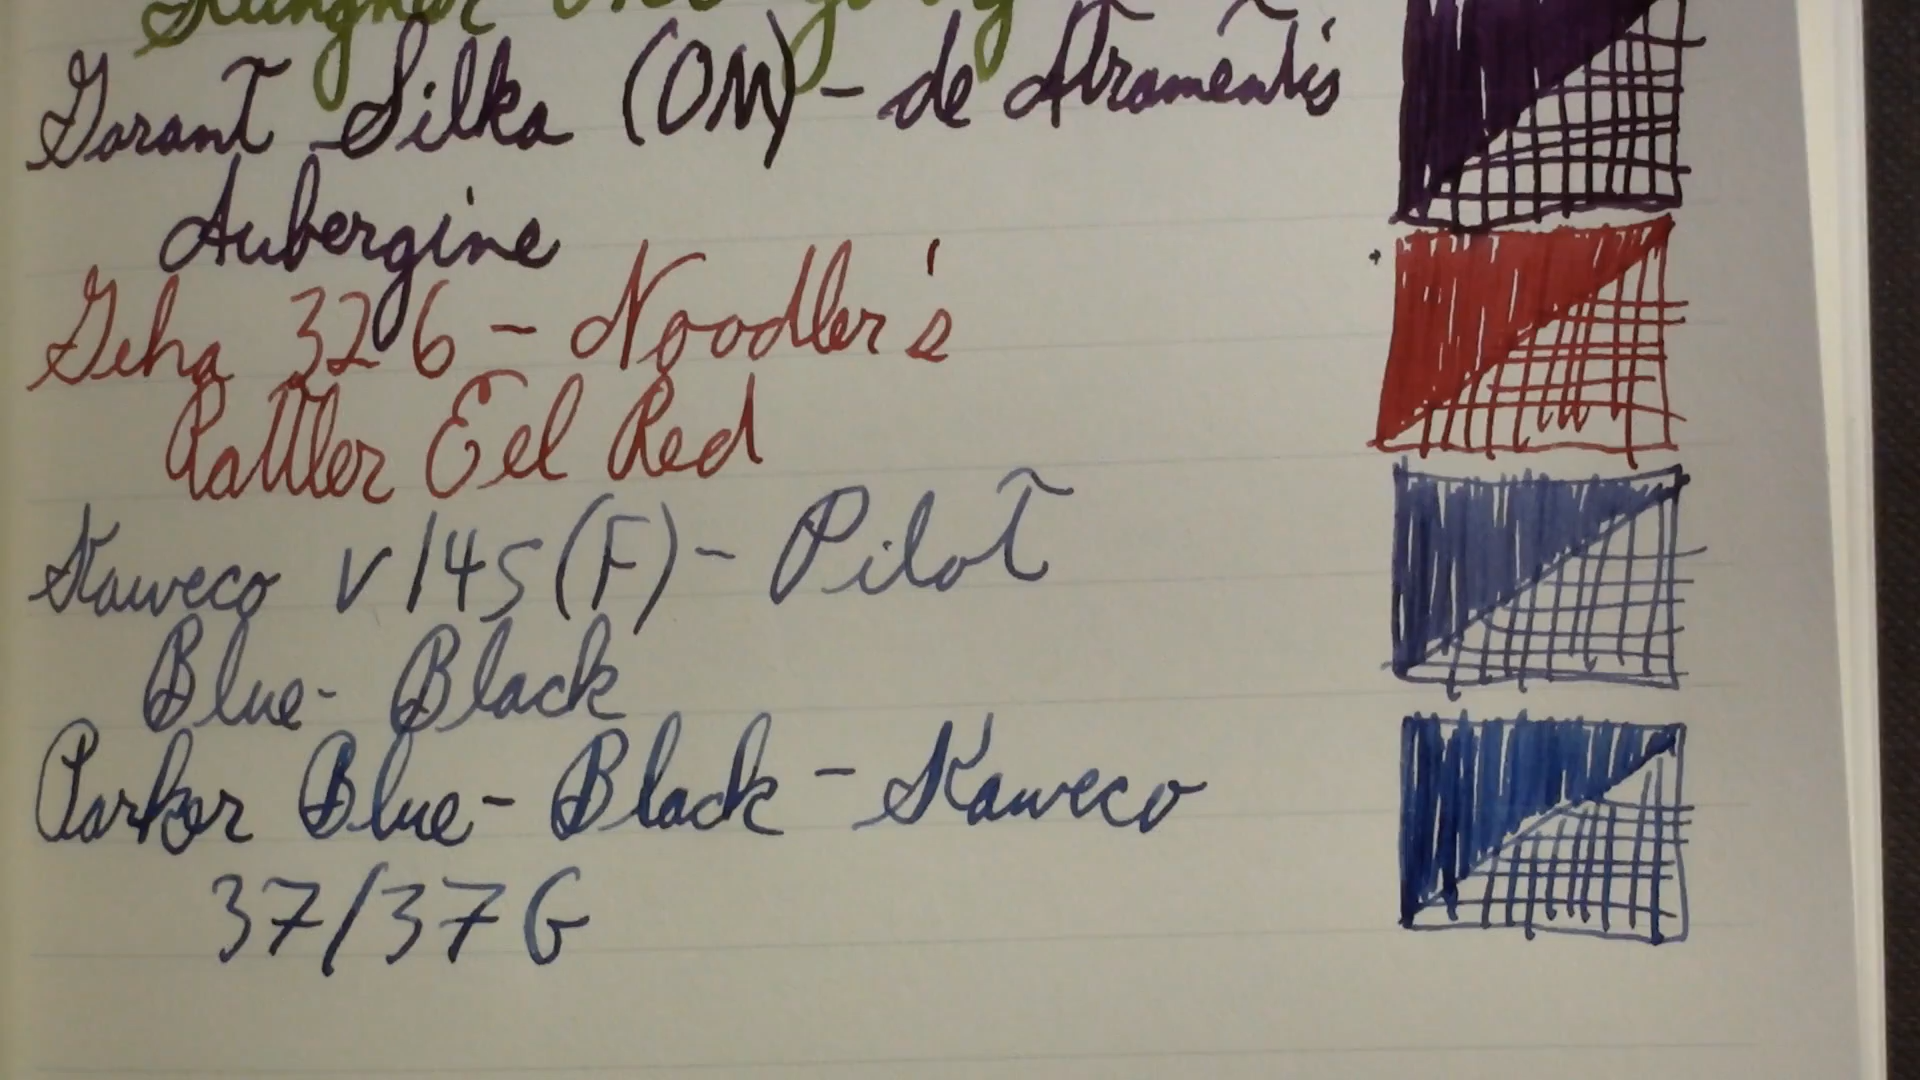 Garant Silka (OM) - de Atramentis
Aubergine
Geha 326 - Noodler's
Rattler Eel Red
Kaweco V14S (F) - Pilot
Blue-Black
Parker Blue-Black - Kaweco
37/37G